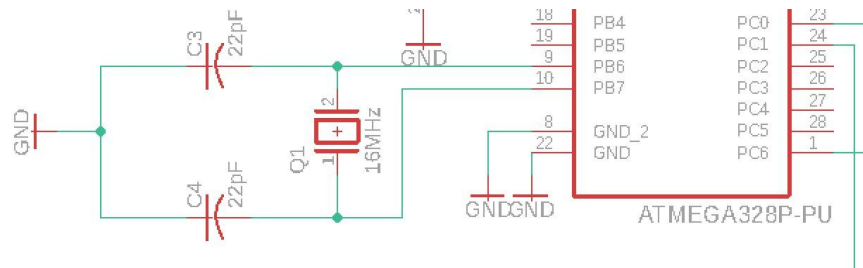 18 PB4 PC0 23
19 PB5 PC1 24
9 PB6 PC2 25
10 PB7 PC3 26
PC4 27
8 GND_2 PC5 28
22 GND PC6 1
ATMEGA328P-PU
GND
GND
GND
GND
C3
22pF
2
Q1
16MHz
1
C4
22pF